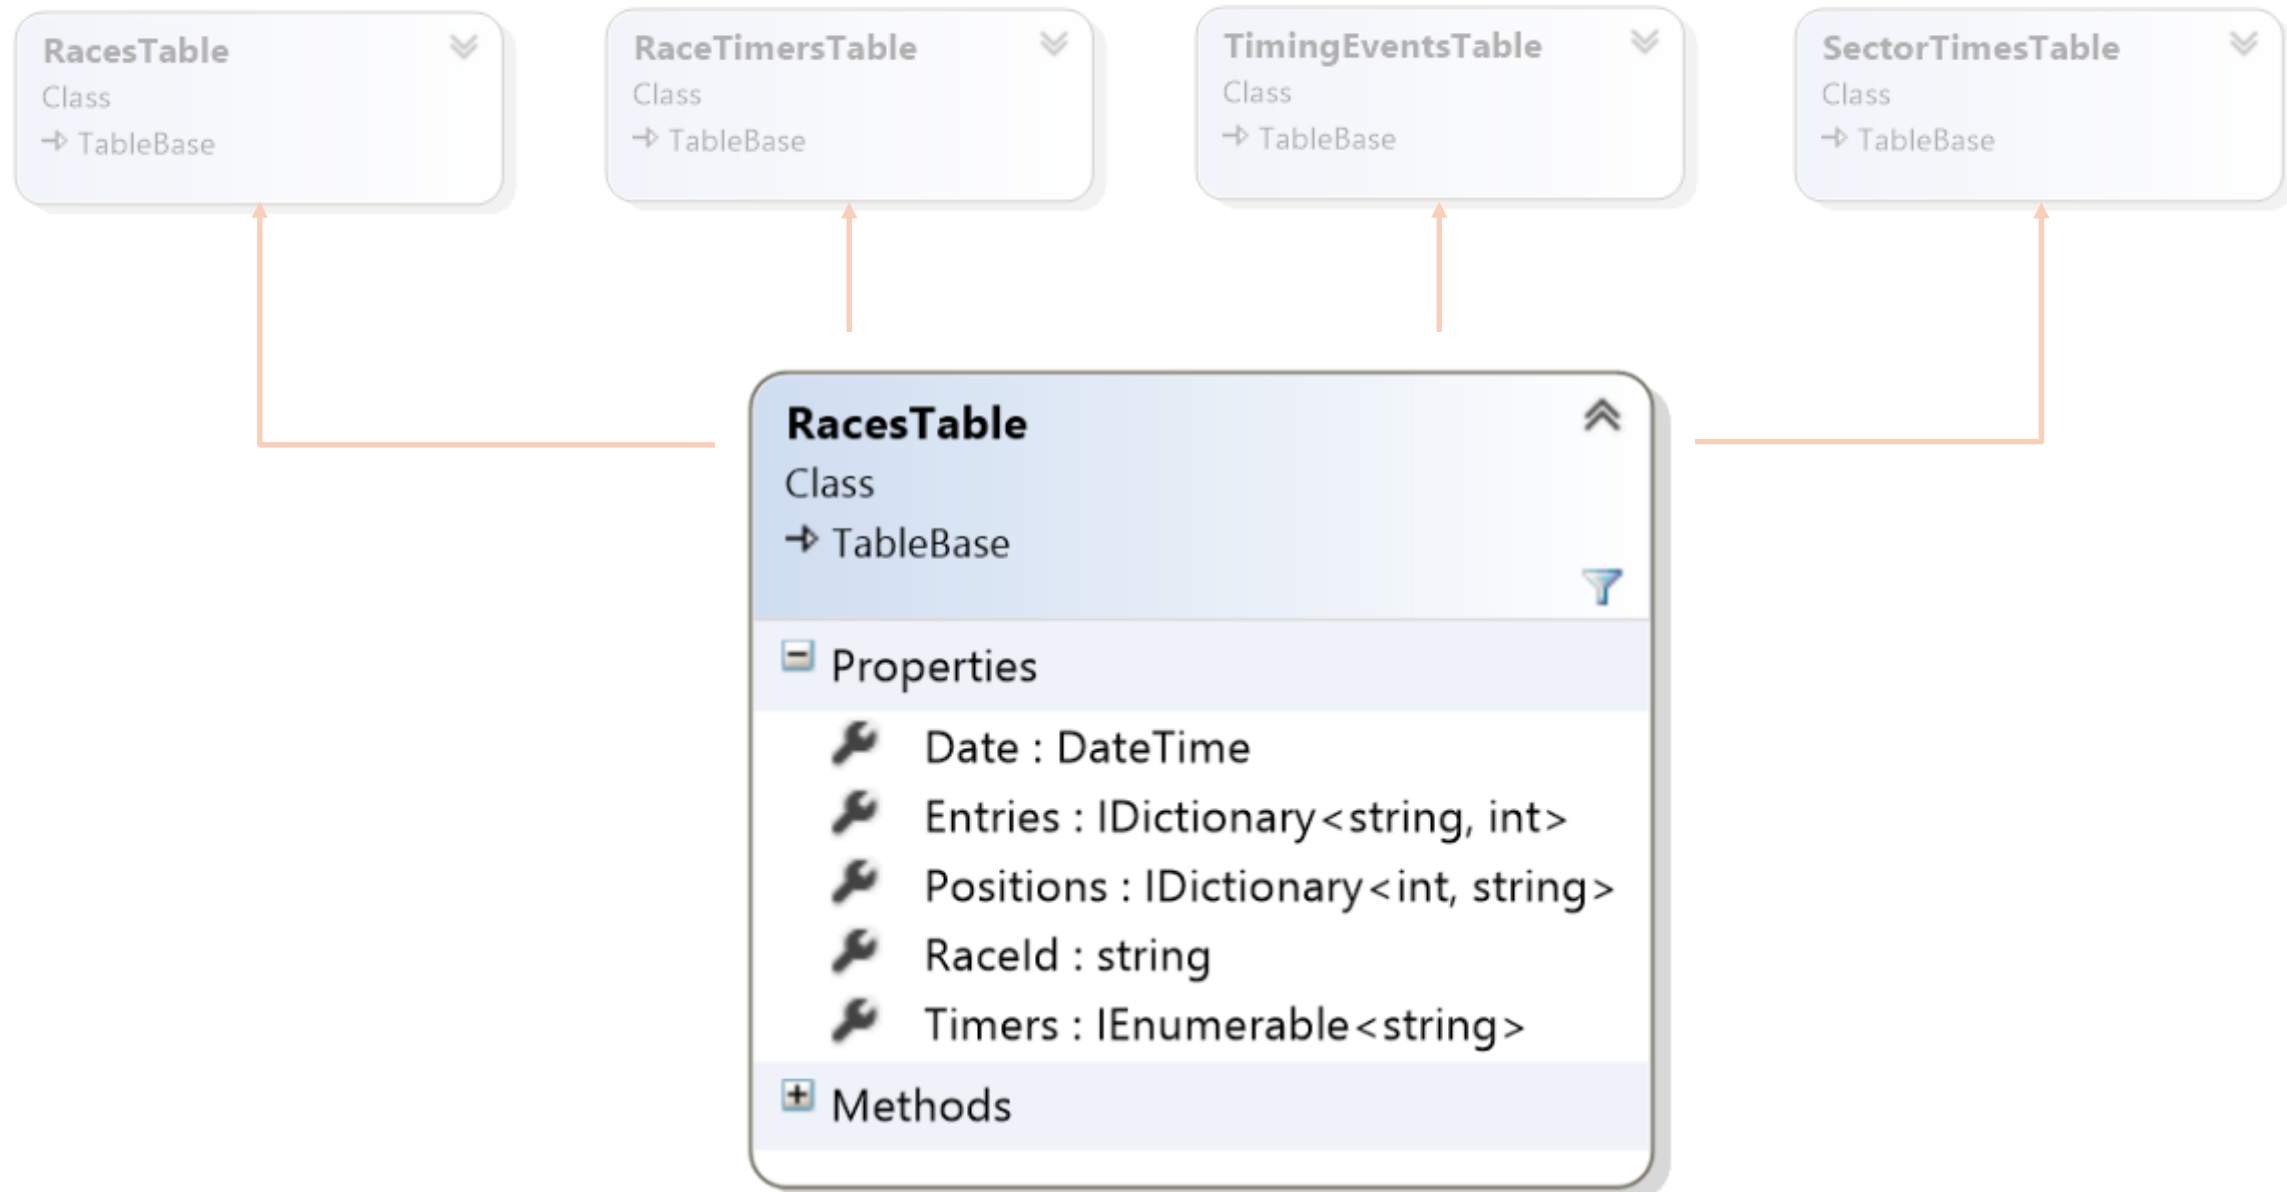 RacesTable
Class
TableBase
RaceTimersTable
Class
TableBase
TimingEventsTable
Class
TableBase
SectorTimesTable
Class
TableBase
RacesTable
Class
TableBase
Properties
Date : DateTime
Entries : IDictionary<string, int>
Positions : IDictionary<int, string>
RaceId : string
Timers : IEnumerable<string>
Methods